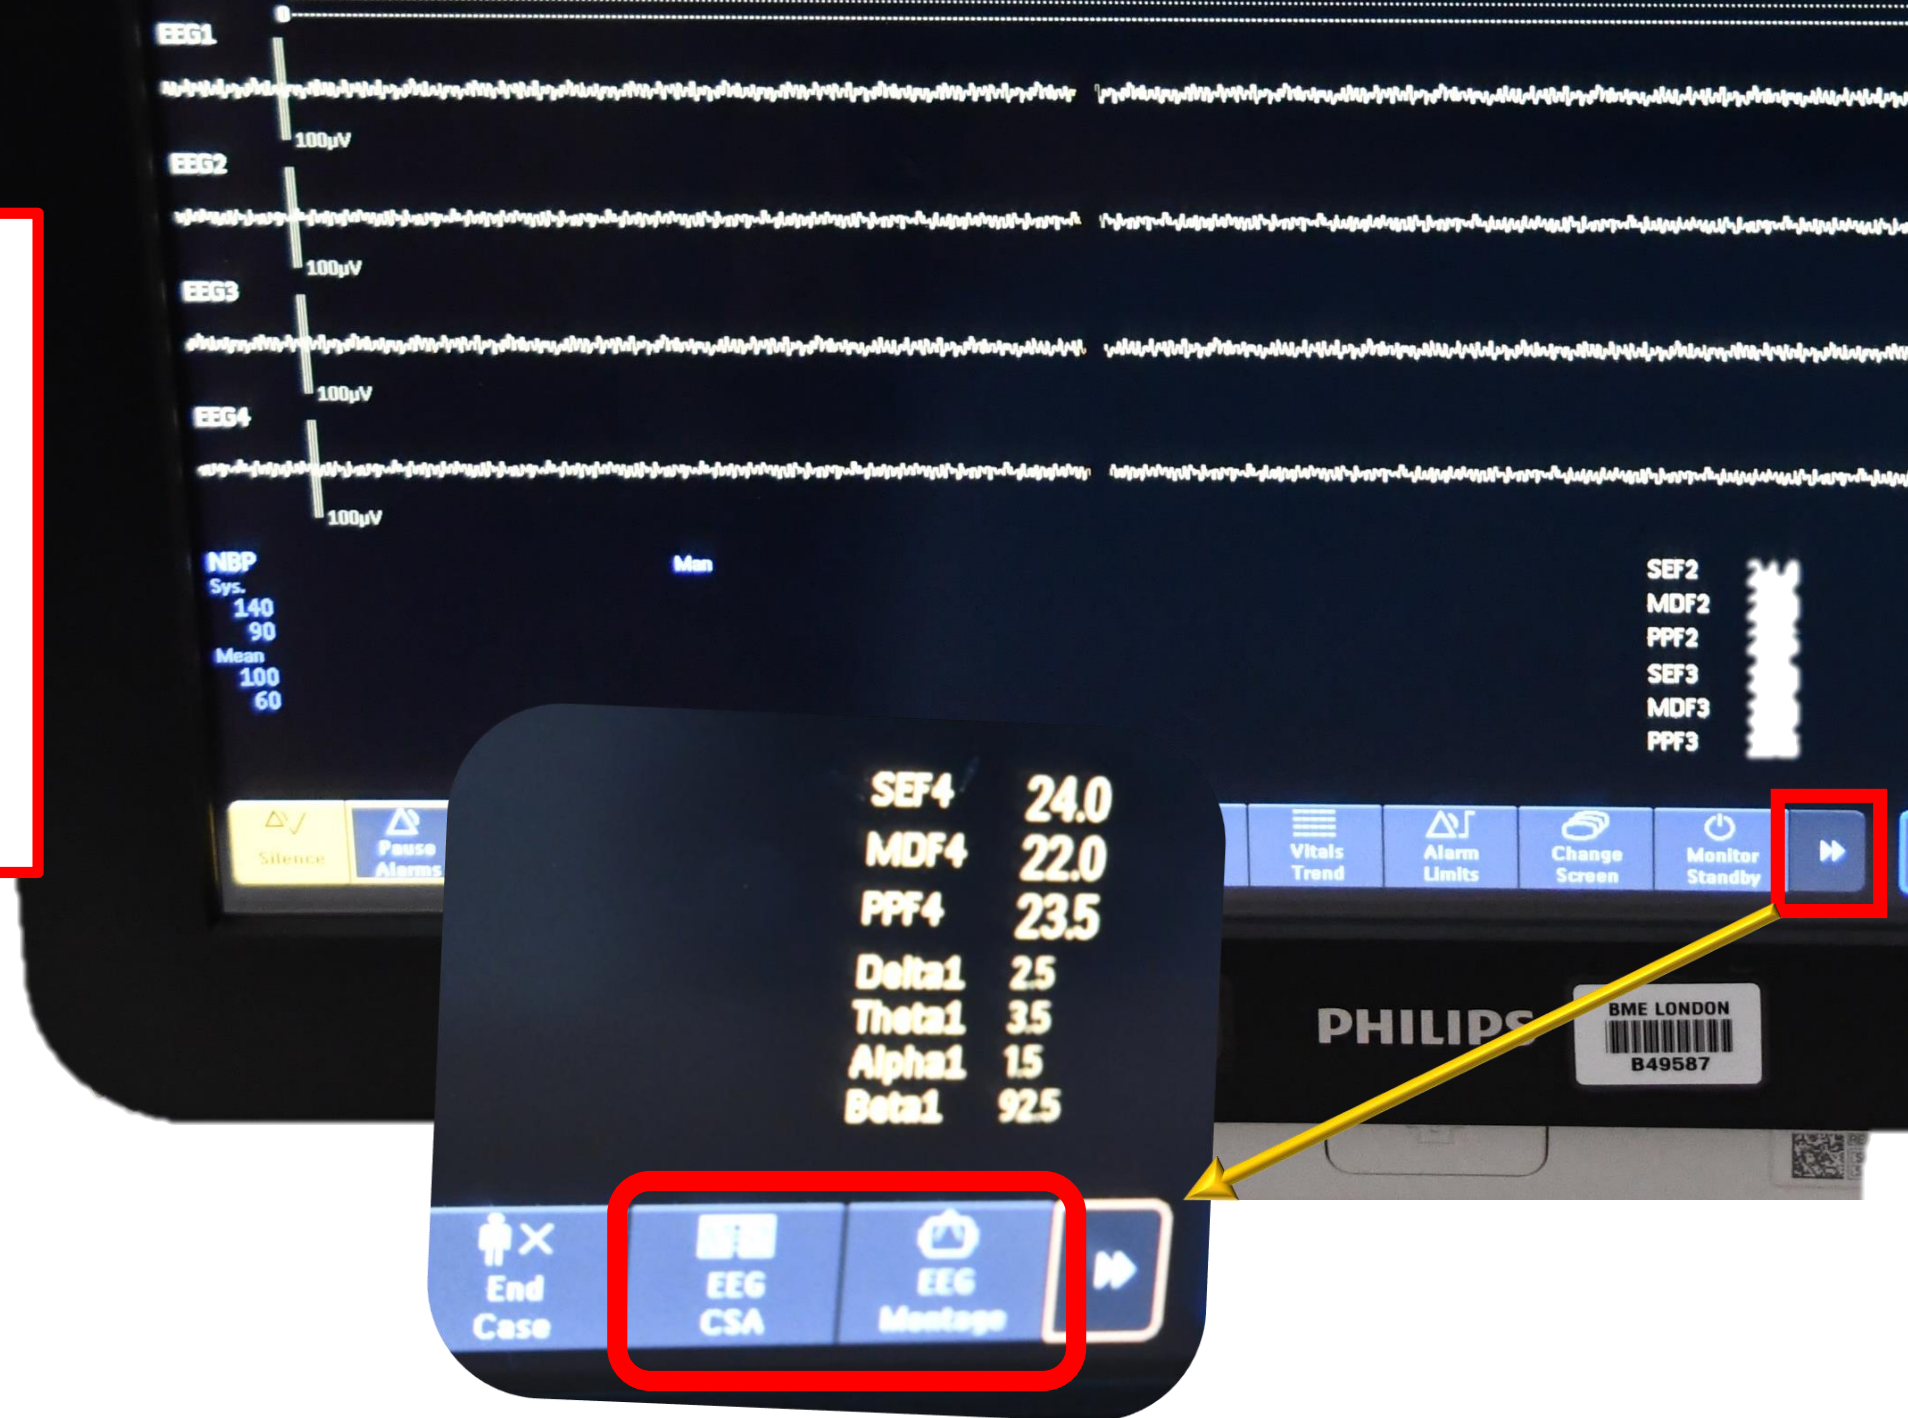 EEG1
100µV
EEG2
100µV
EEG3
100µV
EEG4
100µV
NBP
Man
Sys.
140
90
Mean
100
60
SEF2
MDF2
PPF2
SEF3
MDF3
PPF3
Silence
Pause
Alarms
Vitals
Trend
Alarm
Limits
Change
Screen
Monitor
Standby
SEF4 24.0
MDF4 22.0
PPF4 23.5
Delta1 2.5
Theta1 3.5
Alpha1 1.5
Beta1 92.5
End
Case
EEG
CSA
EEG
Montage
PHILIPS
BME LONDON
B49587